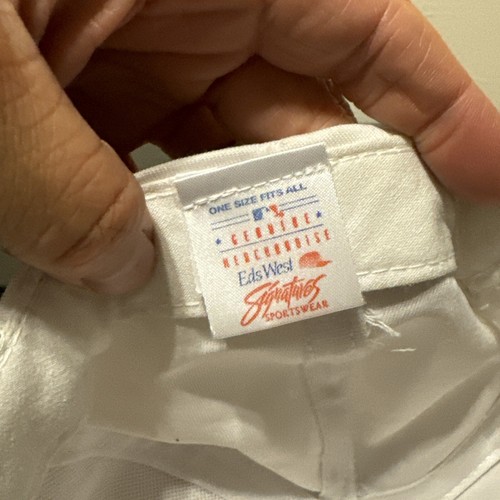 ONE SIZE FITS ALL
GENUINE
MERCHANDISE
Eds West
Signatures
SPORTSWEAR